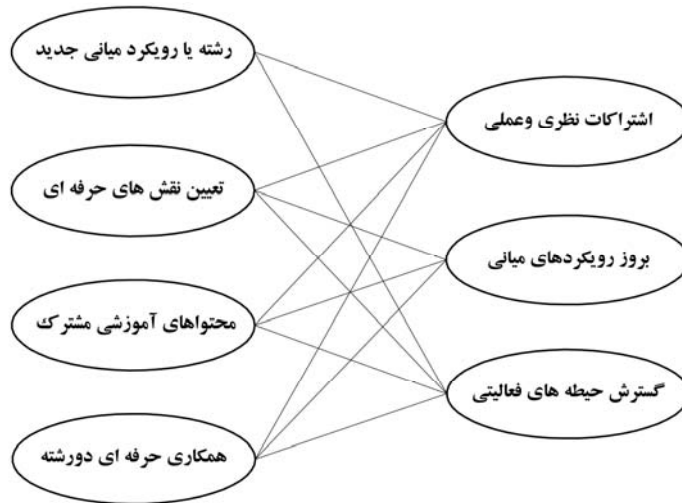 رشته یا رویکرد میانی جدید
اشتراکات نظری وعملی
تعیین نقش های حرفه ای
بروز رویکردهای میانی
محتواهای آموزشی مشترک
گسترش حیطه های فعالیتی
همکاری حرفه ای دورشته